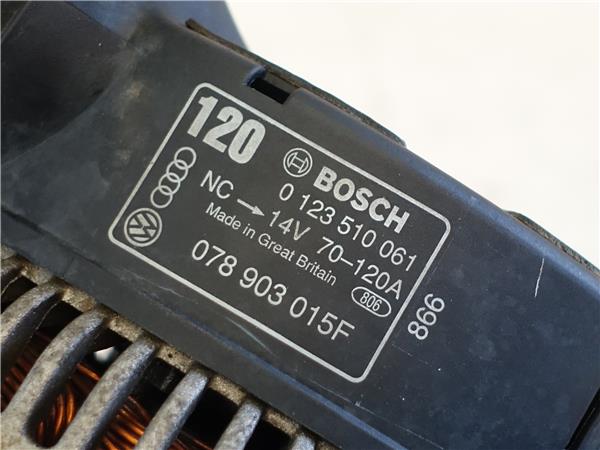 120
BOSCH
0 123 510 061
NC → 14V 70-120A
Made in Great Britain
806
078 903 015F
866